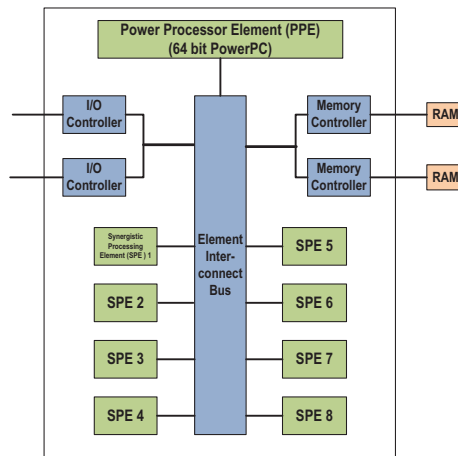 Power Processor Element (PPE)
(64 bit PowerPC)
I/O
Controller
Memory
Controller
RAM
I/O
Controller
Memory
Controller
RAM
Synergistic
Processing
Element (SPE ) 1
Element
Inter-
connect
Bus
SPE 5
SPE 2
SPE 6
SPE 3
SPE 7
SPE 4
SPE 8